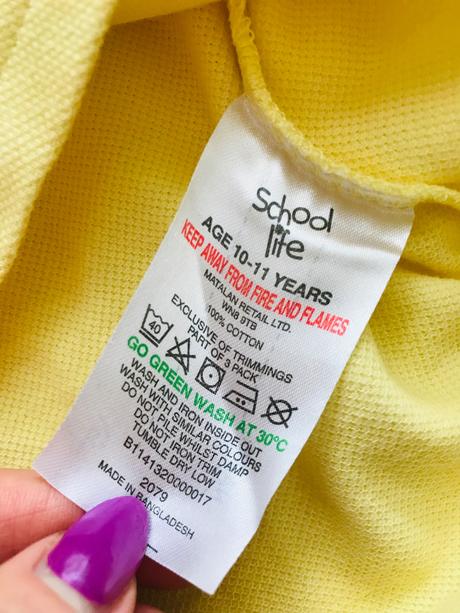 School
life
AGE 10-11 YEARS
KEEP AWAY FROM FIRE AND FLAMES
MATALAN RETAIL LTD.
WN8 9TB
100% COTTON
EXCLUSIVE OF TRIMMINGS
PART OF 3 PACK
40
GO GREEN WASH AT 30°C
WASH AND IRON INSIDE OUT
WASH WITH SIMILAR COLOURS
DO NOT PILE WHILST DAMP
DO NOT IRON TRIM
TUMBLE DRY LOW
B1141320000017
2079
MADE IN BANGLADESH